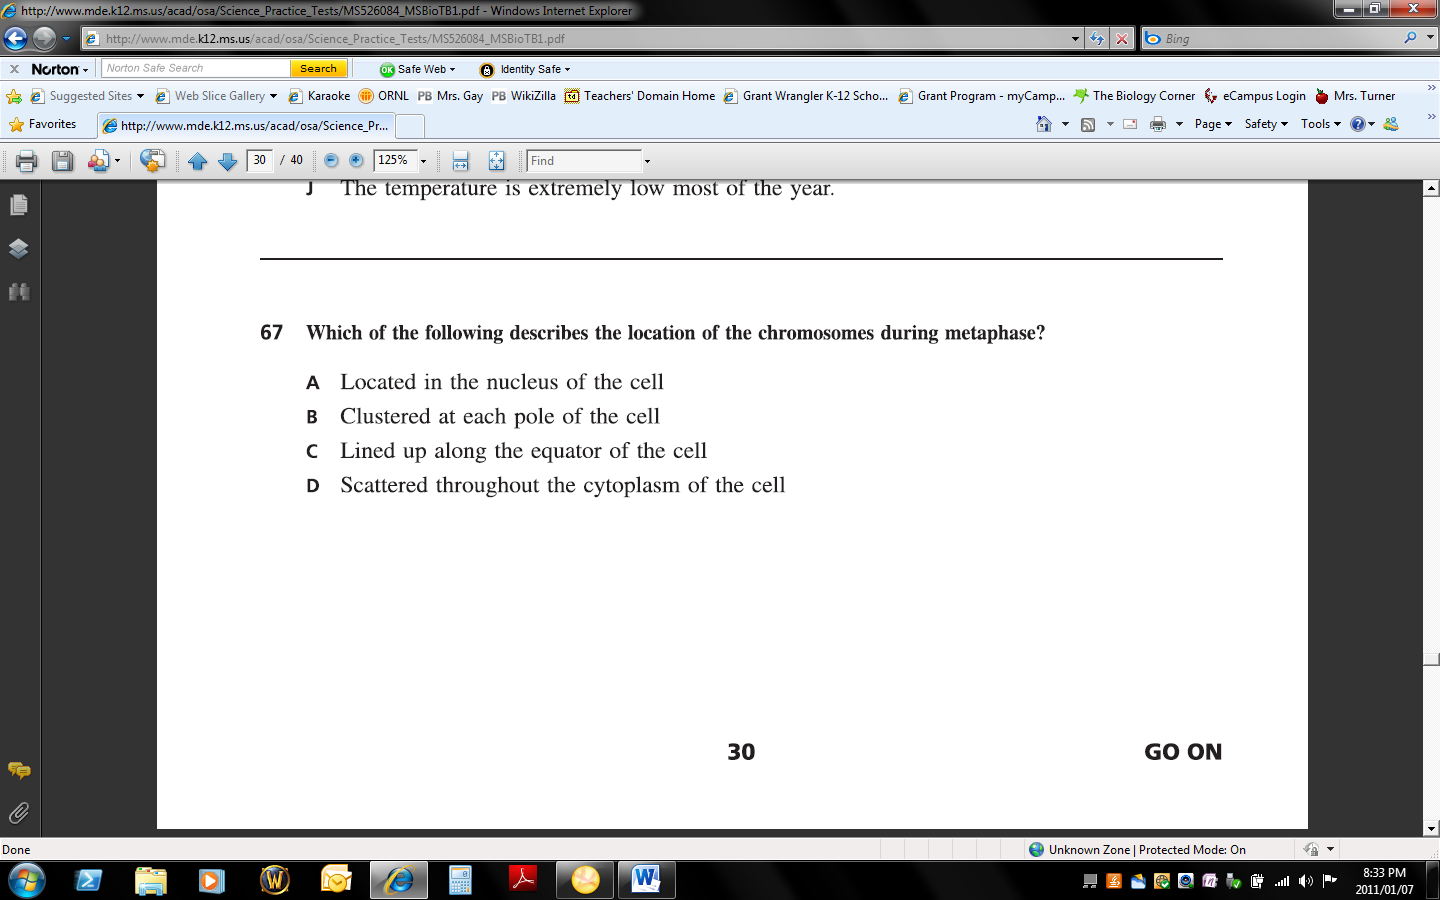 http://www.mde.k12.ms.us/acad/osa/Science_Practice_Tests/MS526084_MSBioTB1.pdf - Windows Internet Explorer
http://www.mde.k12.ms.us/acad/osa/Science_Practice_Tests/MS526084_MSBioTB1.pdf Bing
X Norton Norton Safe Search Search OK Safe Web Identity Safe
Suggested Sites Web Slice Gallery Karaoke ORNL PB Mrs. Gay PB WikiZilla td Teachers' Domain Home Grant Wrangler K-12 Scho... Grant Program - myCamp... The Biology Corner eCampus Login Mrs. Turner
Favorites http://www.mde.k12.ms.us/acad/osa/Science_Pr... Page Safety Tools
30 / 40 125% Find
J The temperature is extremely low most of the year.
67 Which of the following describes the location of the chromosomes during metaphase?
A Located in the nucleus of the cell
B Clustered at each pole of the cell
C Lined up along the equator of the cell
D Scattered throughout the cytoplasm of the cell
30 GO ON
Done Unknown Zone | Protected Mode: On
8:33 PM
2011/01/07